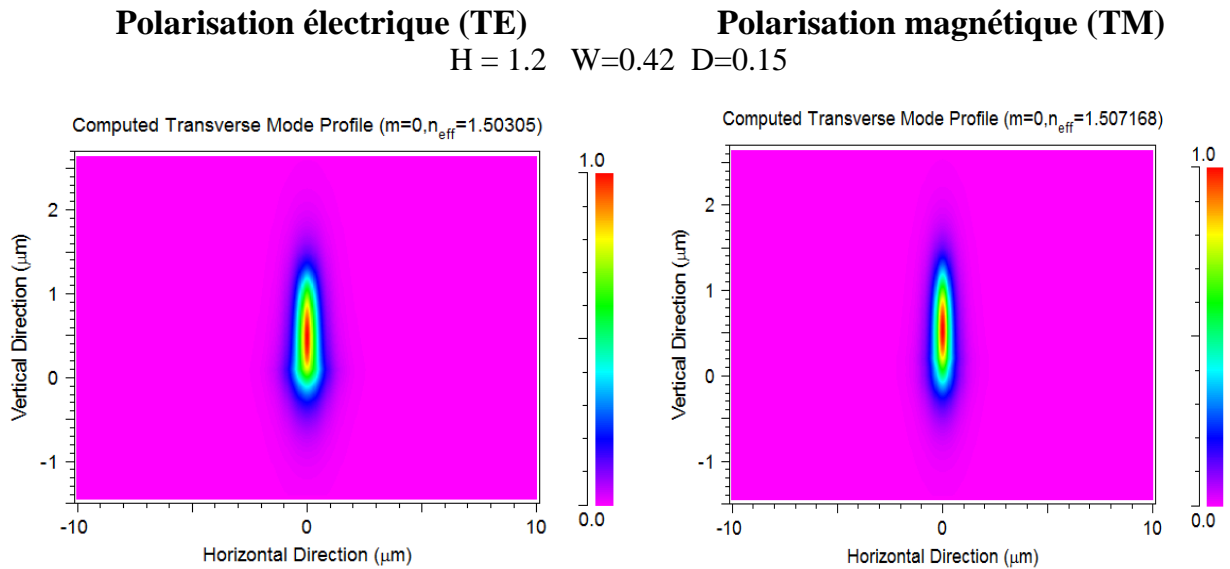 Polarisation électrique (TE) Polarisation magnétique (TM)
H = 1.2 W=0.42 D=0.15
Computed Transverse Mode Profile (m=0,neff=1.50305)
1.0
2
1
0
-1
Vertical Direction (μm)
0.0
-10 0 10
Horizontal Direction (μm)
Computed Transverse Mode Profile (m=0,neff=1.507168)
1.0
2
1
0
-1
Vertical Direction (μm)
0.0
-10 0 10
Horizontal Direction (μm)